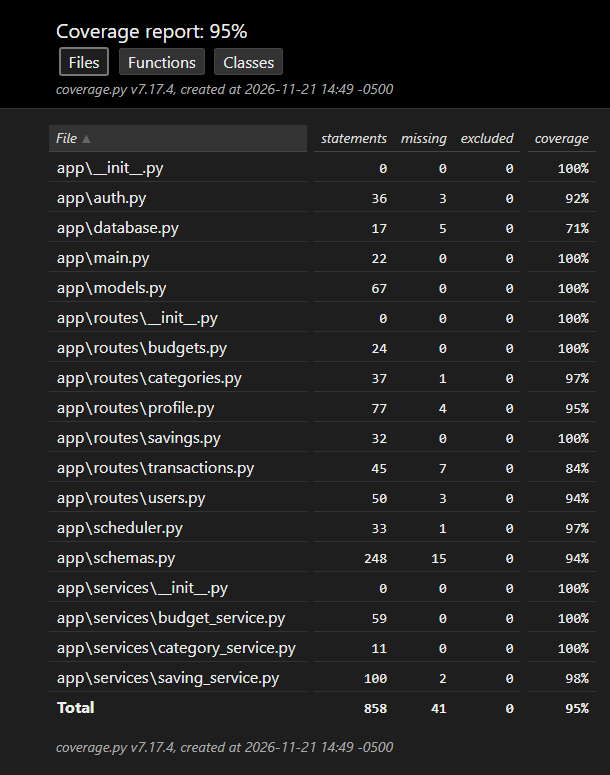 Coverage report: 95%
Files Functions Classes
coverage.py v7.17.4, created at 2026-11-21 14:49 -0500
File ▲ statements missing excluded coverage
app\__init__.py 0 0 0 100%
app\auth.py 36 3 0 92%
app\database.py 17 5 0 71%
app\main.py 22 0 0 100%
app\models.py 67 0 0 100%
app\routes\__init__.py 0 0 0 100%
app\routes\budgets.py 24 0 0 100%
app\routes\categories.py 37 1 0 97%
app\routes\profile.py 77 4 0 95%
app\routes\savings.py 32 0 0 100%
app\routes\transactions.py 45 7 0 84%
app\routes\users.py 50 3 0 94%
app\scheduler.py 33 1 0 97%
app\schemas.py 248 15 0 94%
app\services\__init__.py 0 0 0 100%
app\services\budget_service.py 59 0 0 100%
app\services\category_service.py 11 0 0 100%
app\services\saving_service.py 100 2 0 98%
Total 858 41 0 95%
coverage.py v7.17.4, created at 2026-11-21 14:49 -0500